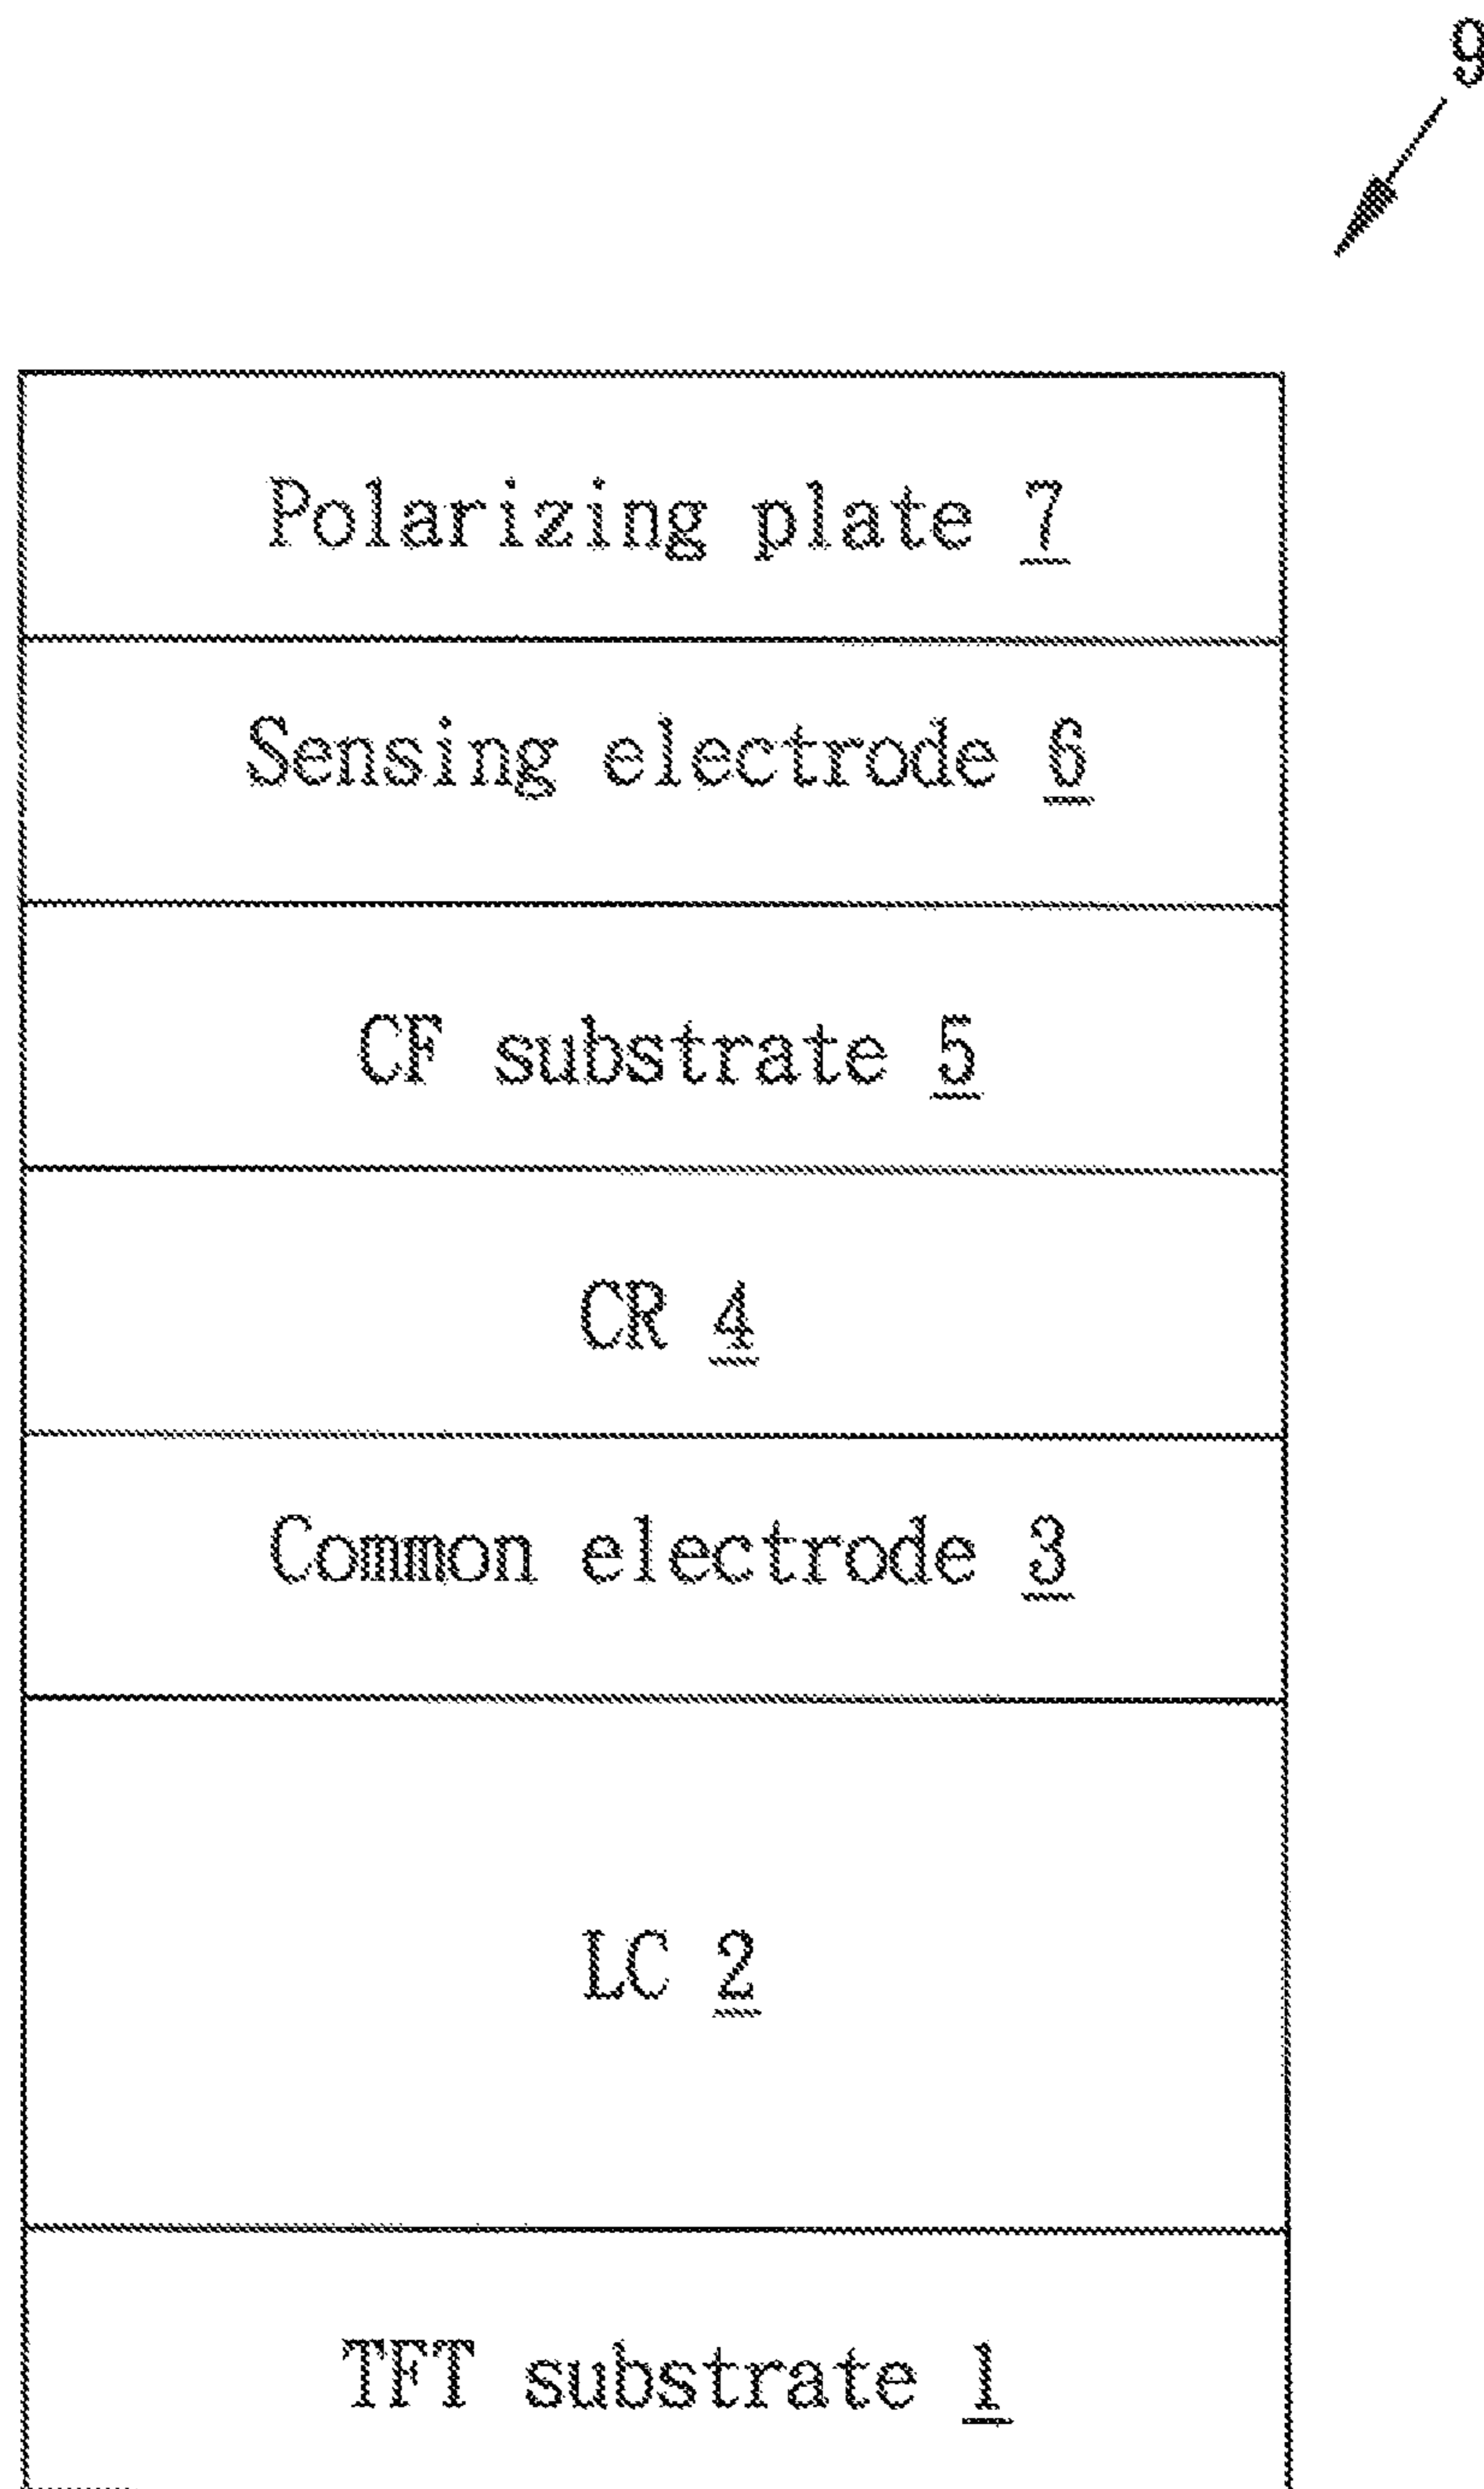 9
Polarizing plate 7
Sensing electrode 6
CF substrate 5
CR 4
Common electrode 3
LC 2
TFT substrate 1